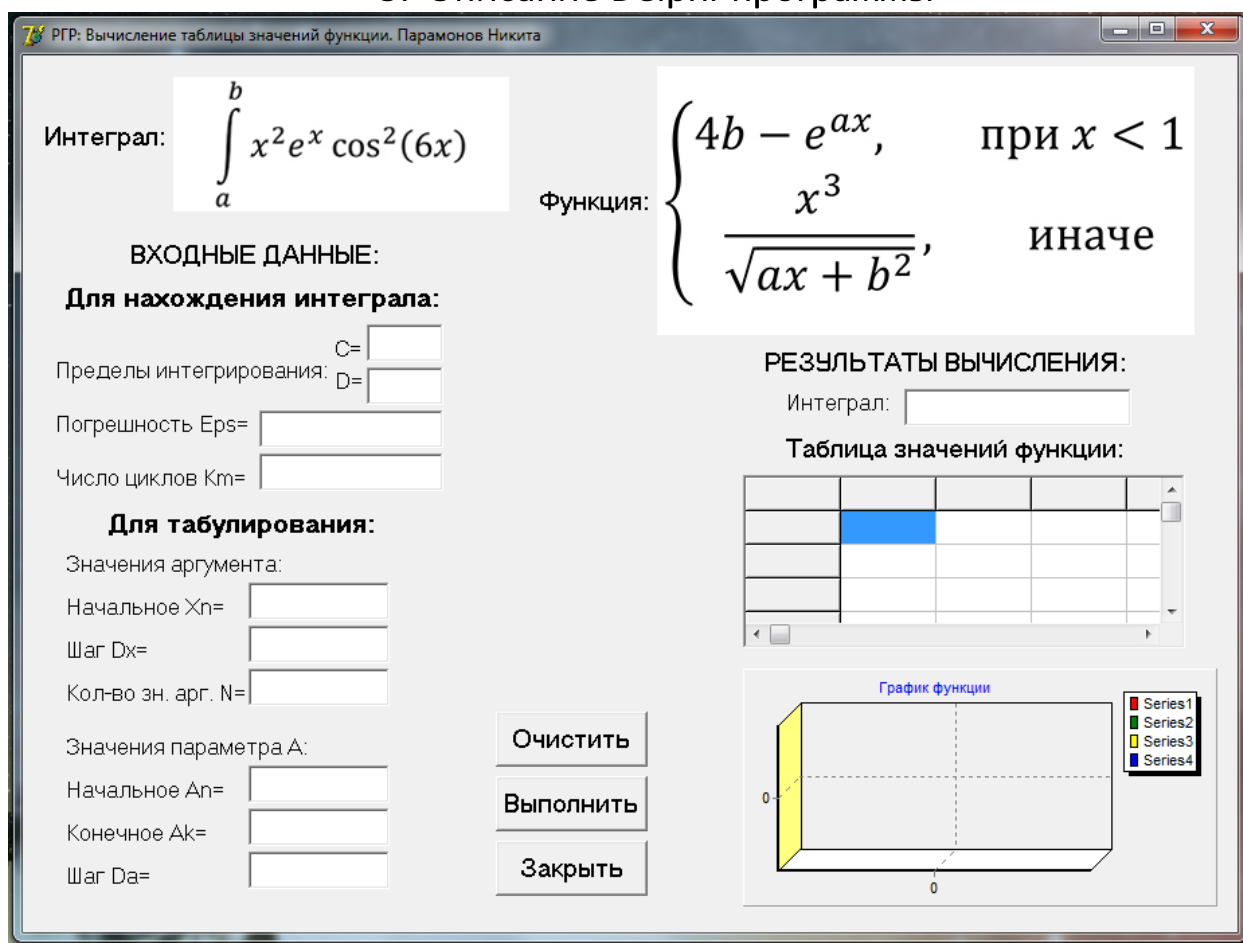 РГР: Вычисление таблицы значений функции. Парамонов Никита
Интеграл:
b
∫ x²eˣ cos²(6x)
a
Функция:
{ 4b − e^{ax}, при x < 1
x³
/ √(ax + b²), иначе
ВХОДНЫЕ ДАННЫЕ:
Для нахождения интеграла:
C=
Пределы интегрирования:
D=
Погрешность Eps=
Число циклов Km=
Для табулирования:
Значения аргумента:
Начальное Xn=
Шаг Dx=
Кол-во зн. арг. N=
Значения параметра A:
Начальное An=
Конечное Ak=
Шаг Da=
Очистить
Выполнить
Закрыть
РЕЗУЛЬТАТЫ ВЫЧИСЛЕНИЯ:
Интеграл:
Таблица значений функции:
График функции
Series1
Series2
Series3
Series4
0
0